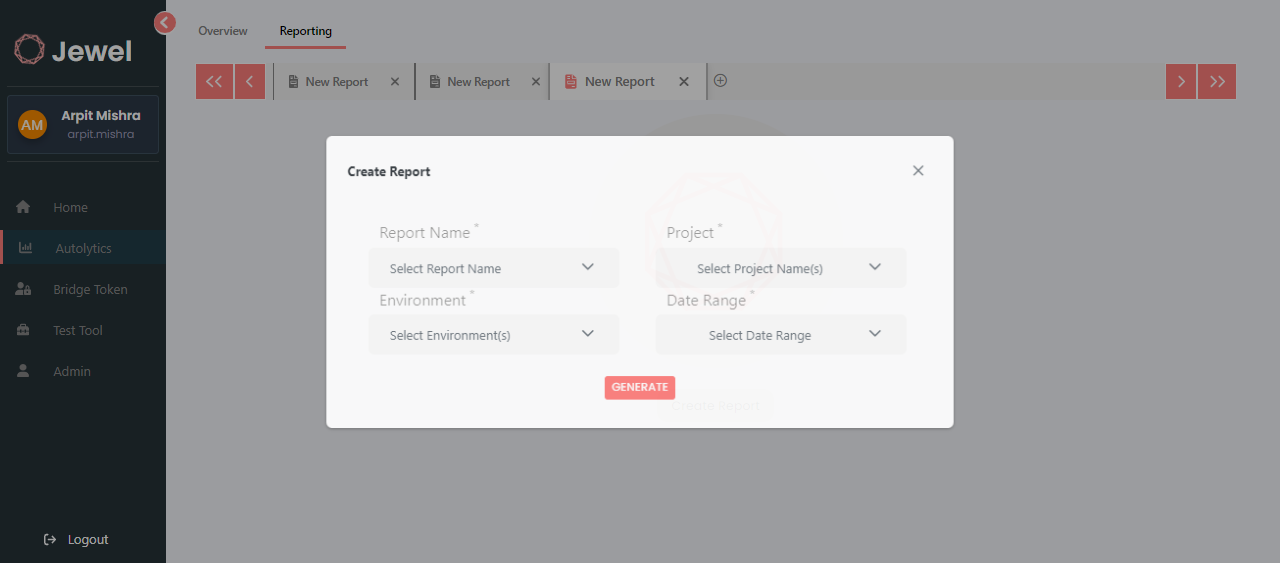 Jewel
AM
Arpit Mishra
arpit.mishra
Home
Autolytics
Bridge Token
Test Tool
Admin
Logout
Overview
Reporting
New Report
New Report
New Report
Create Report
Report Name *
Project *
Select Report Name
Select Project Name(s)
Environment *
Date Range *
Select Environment(s)
Select Date Range
GENERATE
Create Report